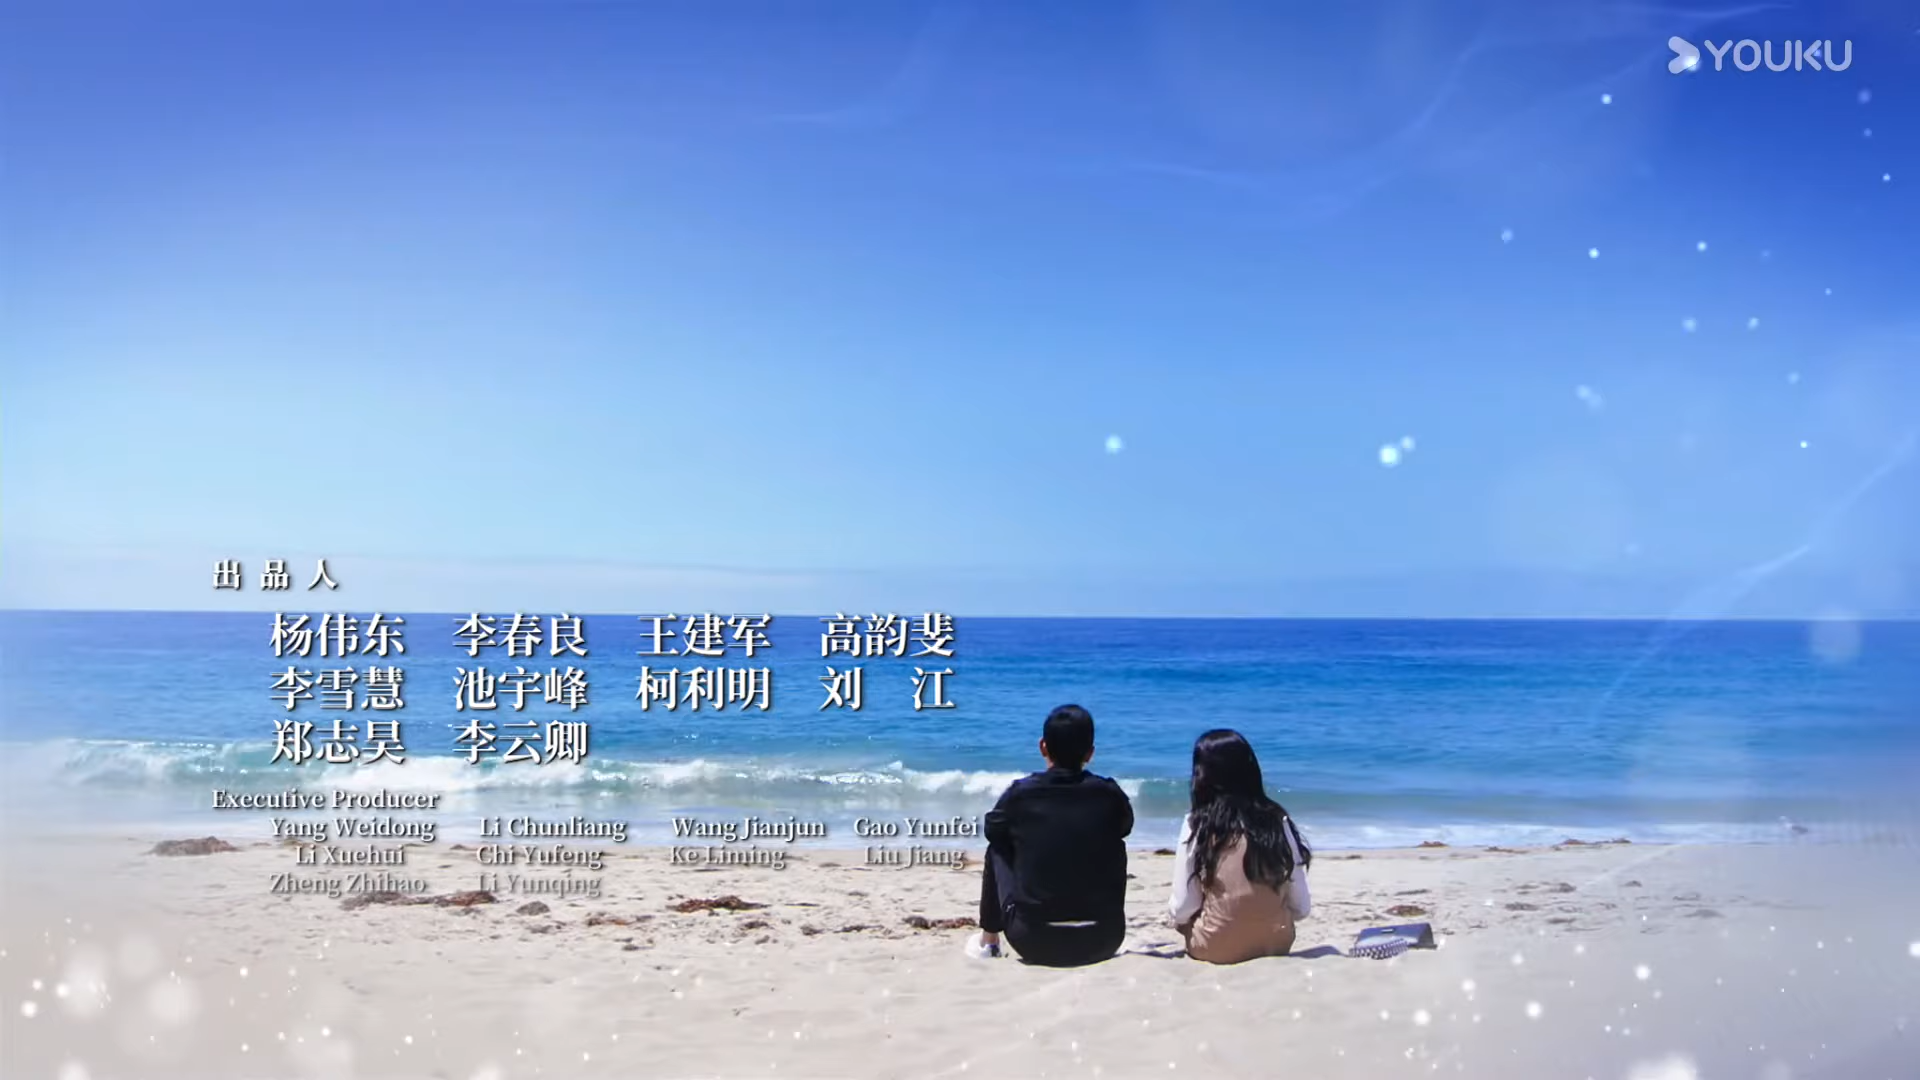 YOUKU
出品人
杨伟东 李春良 王建军 高韵斐
李雪慧 池宇峰 柯利明 刘 江
郑志昊 李云卿
Executive Producer
Yang Weidong Li Chunliang Wang Jianjun Gao Yunfei
Li Xuehui Chi Yufeng Ke Liming Liu Jiang
Zheng Zhihao Li Yunqing